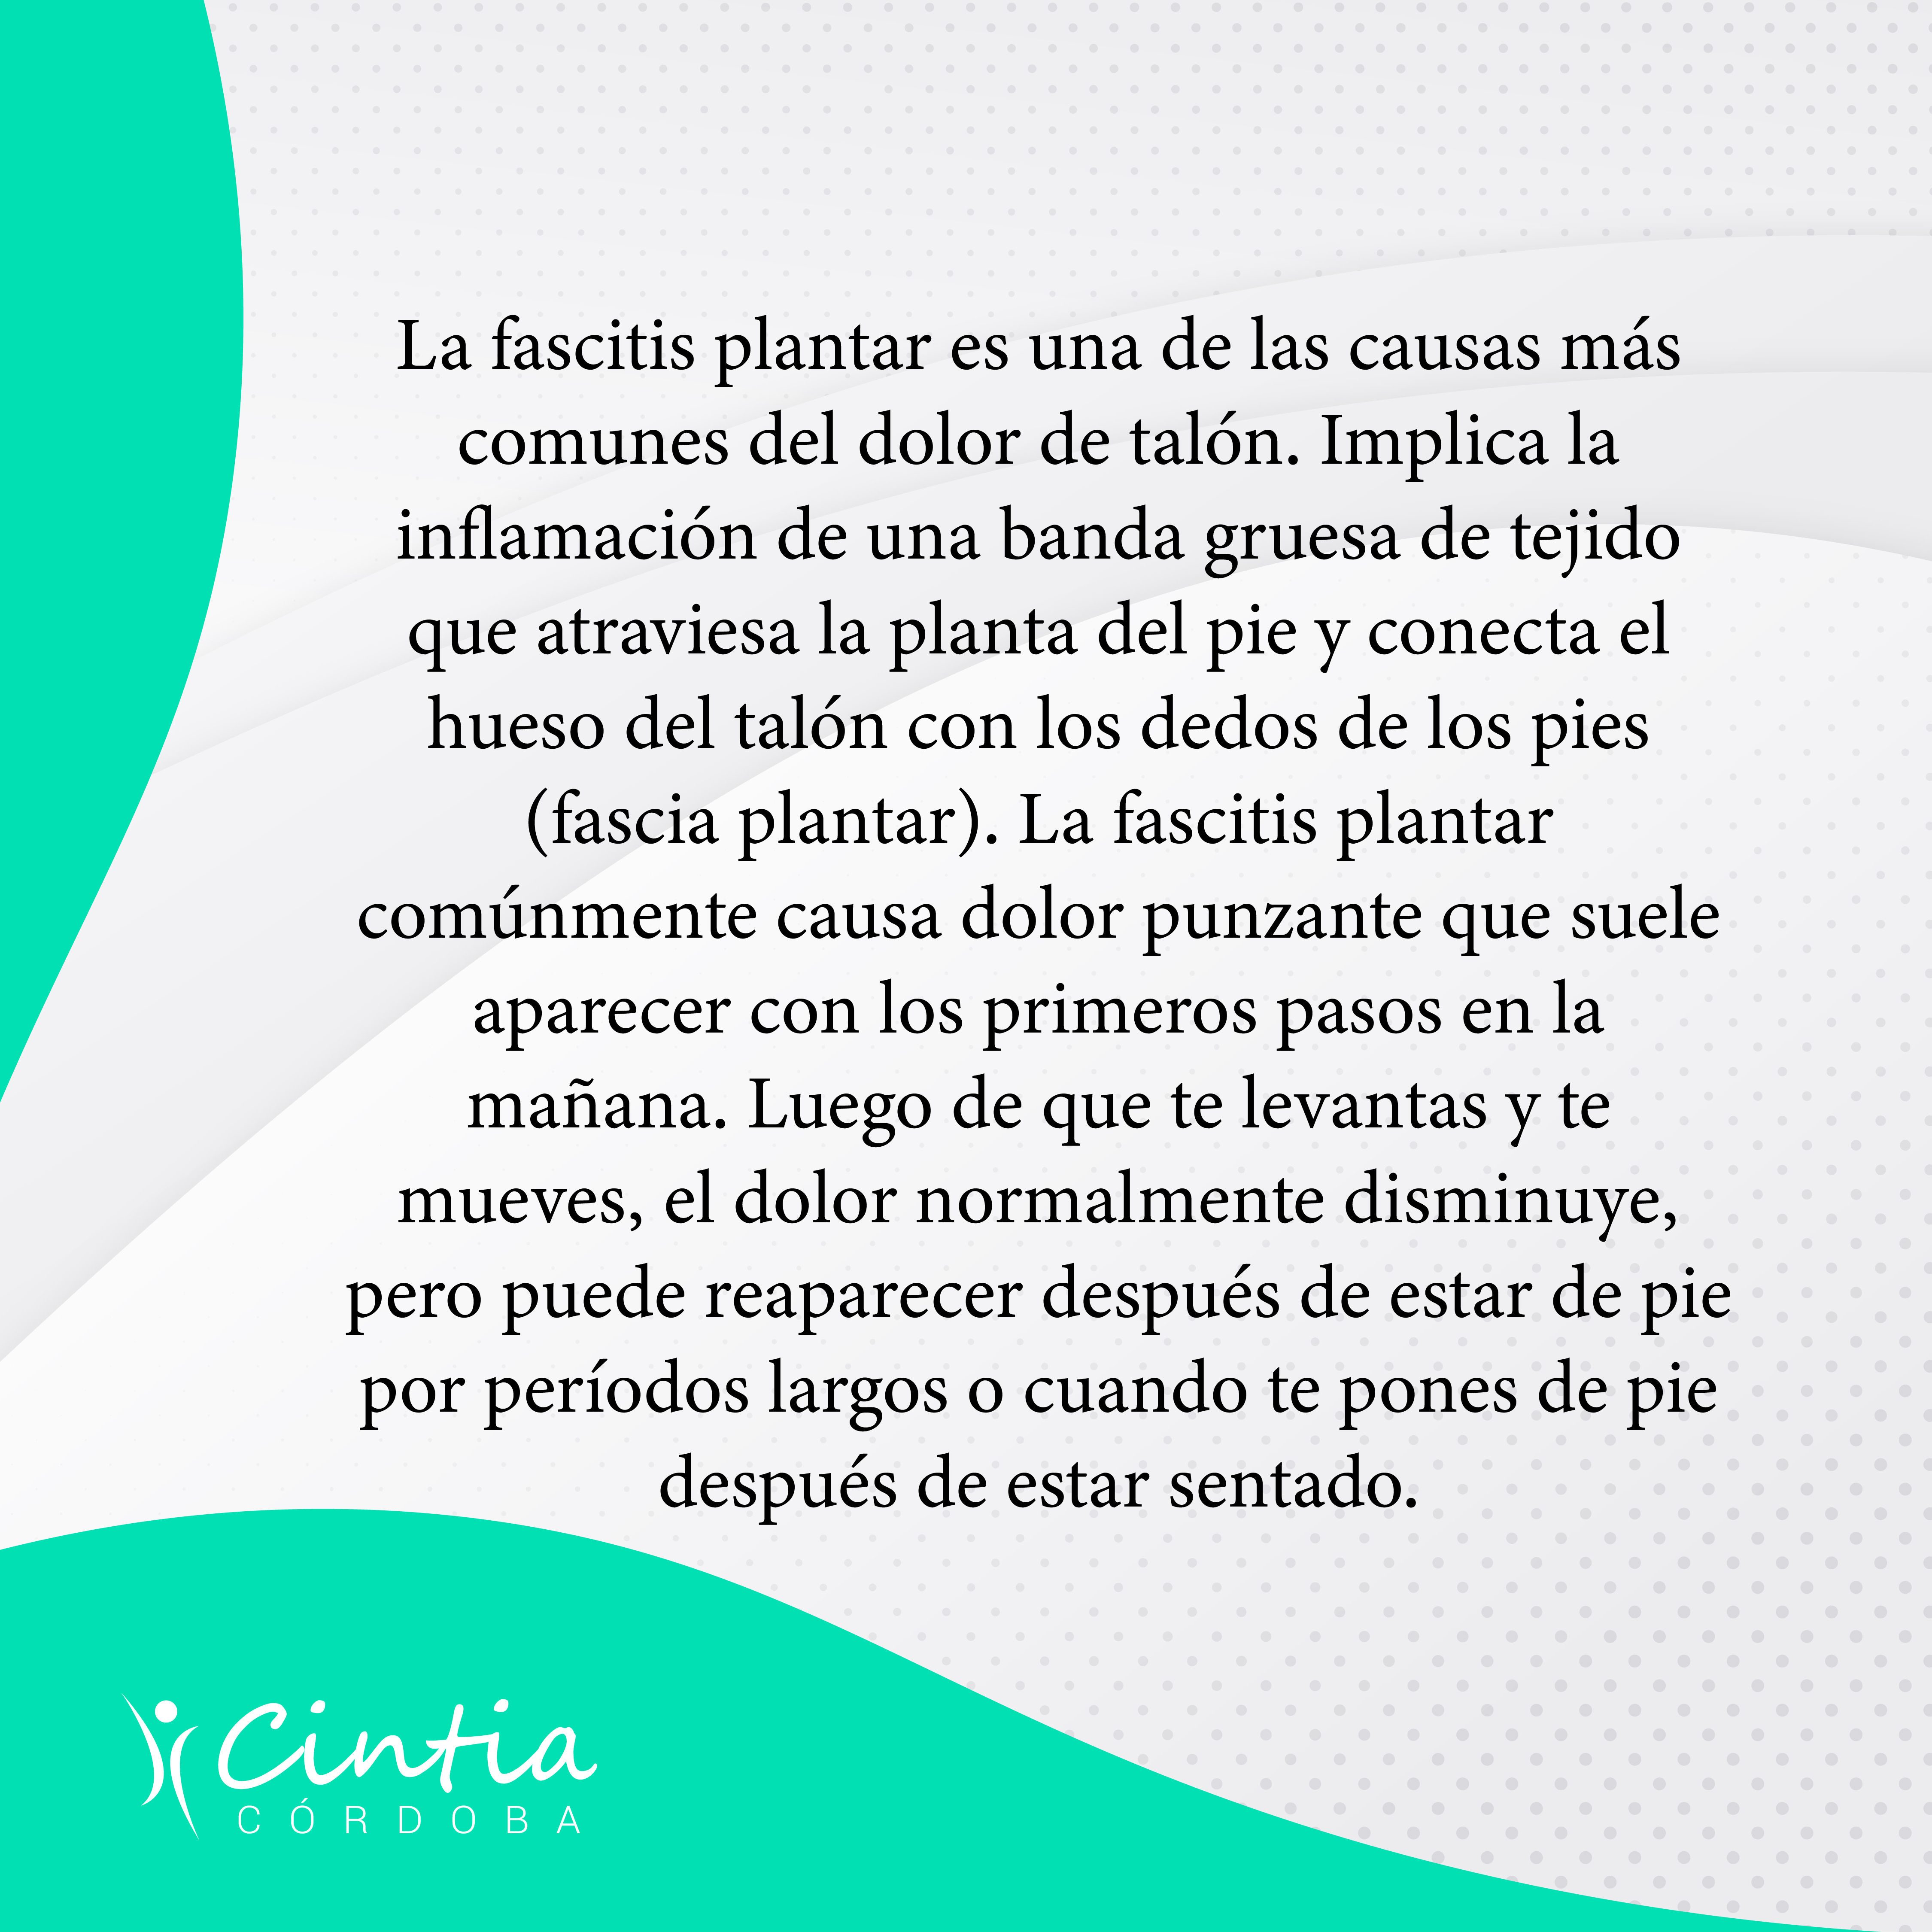 La fascitis plantar es una de las causas más
comunes del dolor de talón. Implica la
inflamación de una banda gruesa de tejido
que atraviesa la planta del pie y conecta el
hueso del talón con los dedos de los pies
(fascia plantar). La fascitis plantar
comúnmente causa dolor punzante que suele
aparecer con los primeros pasos en la
mañana. Luego de que te levantas y te
mueves, el dolor normalmente disminuye,
pero puede reaparecer después de estar de pie
por períodos largos o cuando te pones de pie
después de estar sentado.
Cintia
CÓRDOBA